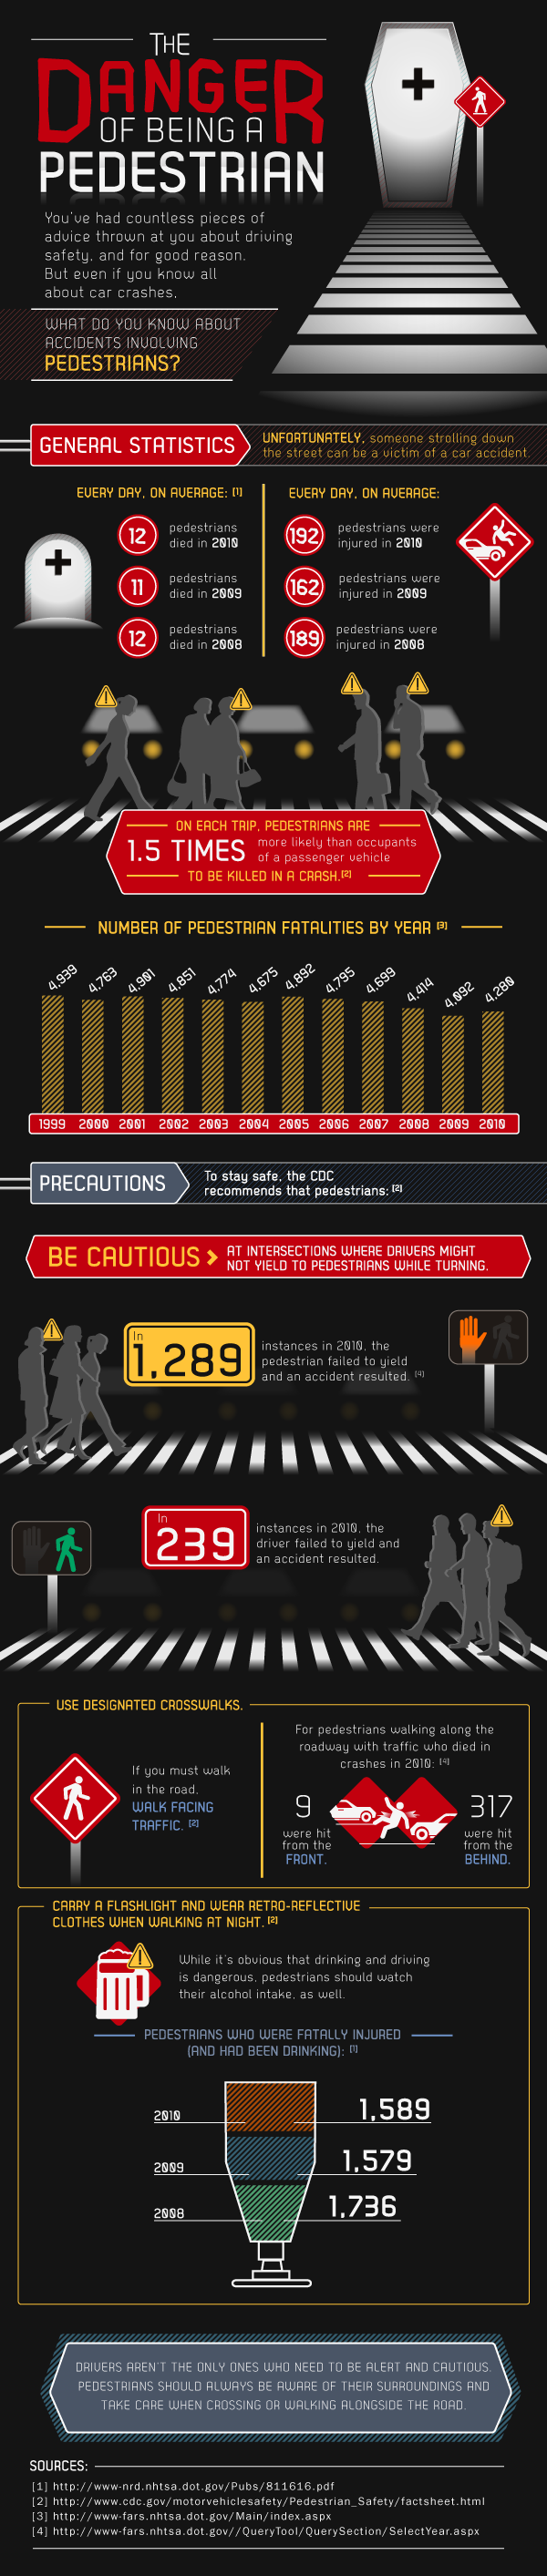 THE
DANGER
OF BEING A
PEDESTRIAN
You've had countless pieces of
advice thrown at you about driving
safety, and for good reason.
But even if you know all
about car crashes,
WHAT DO YOU KNOW ABOUT
ACCIDENTS INVOLVING
PEDESTRIANS?
GENERAL STATISTICS
UNFORTUNATELY, someone strolling down
the street can be a victim of a car accident.
EVERY DAY, ON AVERAGE: [1]
12
pedestrians
died in 2010
11
pedestrians
died in 2009
12
pedestrians
died in 2008
EVERY DAY, ON AVERAGE:
192
pedestrians were
injured in 2010
162
pedestrians were
injured in 2009
189
pedestrians were
injured in 2008
ON EACH TRIP, PEDESTRIANS ARE
1.5 TIMES
more likely than occupants
of a passenger vehicle
TO BE KILLED IN A CRASH.[2]
NUMBER OF PEDESTRIAN FATALITIES BY YEAR [3]
4,939 4,763 4,901 4,851 4,774 4,675 4,892 4,795 4,699 4,414 4,092 4,280
1999 2000 2001 2002 2003 2004 2005 2006 2007 2008 2009 2010
PRECAUTIONS
To stay safe, the CDC
recommends that pedestrians: [2]
BE CAUTIOUS >
AT INTERSECTIONS WHERE DRIVERS MIGHT
NOT YIELD TO PEDESTRIANS WHILE TURNING.
In
1,289
instances in 2010, the
pedestrian failed to yield
and an accident resulted. [4]
In
239
instances in 2010, the
driver failed to yield and
an accident resulted.
USE DESIGNATED CROSSWALKS.
If you must walk
in the road,
WALK FACING
TRAFFIC. [2]
For pedestrians walking along the
roadway with traffic who died in
crashes in 2010: [4]
9
were hit
from the
FRONT.
317
were hit
from the
BEHIND.
CARRY A FLASHLIGHT AND WEAR RETRO-REFLECTIVE
CLOTHES WHEN WALKING AT NIGHT. [2]
While it's obvious that drinking and driving
is dangerous, pedestrians should watch
their alcohol intake, as well.
PEDESTRIANS WHO WERE FATALLY INJURED
(AND HAD BEEN DRINKING): [1]
2010 1,589
2009 1,579
2008 1,736
DRIVERS AREN'T THE ONLY ONES WHO NEED TO BE ALERT AND CAUTIOUS.
PEDESTRIANS SHOULD ALWAYS BE AWARE OF THEIR SURROUNDINGS AND
TAKE CARE WHEN CROSSING OR WALKING ALONGSIDE THE ROAD.
SOURCES:
[1] http://www-nrd.nhtsa.dot.gov/Pubs/811616.pdf
[2] http://www.cdc.gov/motorvehiclesafety/Pedestrian_Safety/factsheet.html
[3] http://www-fars.nhtsa.dot.gov/Main/index.aspx
[4] http://www-fars.nhtsa.dot.gov//QueryTool/QuerySection/SelectYear.aspx